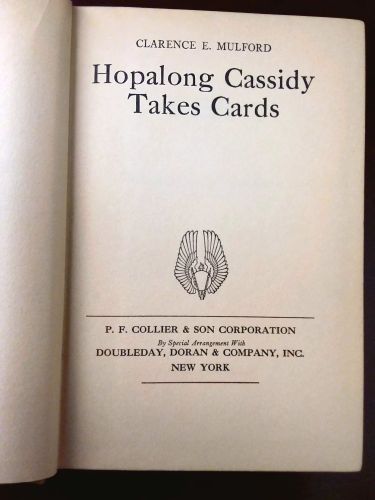 CLARENCE E. MULFORD
Hopalong Cassidy
Takes Cards
P. F. COLLIER & SON CORPORATION
By Special Arrangement With
DOUBLEDAY, DORAN & COMPANY, INC.
NEW YORK